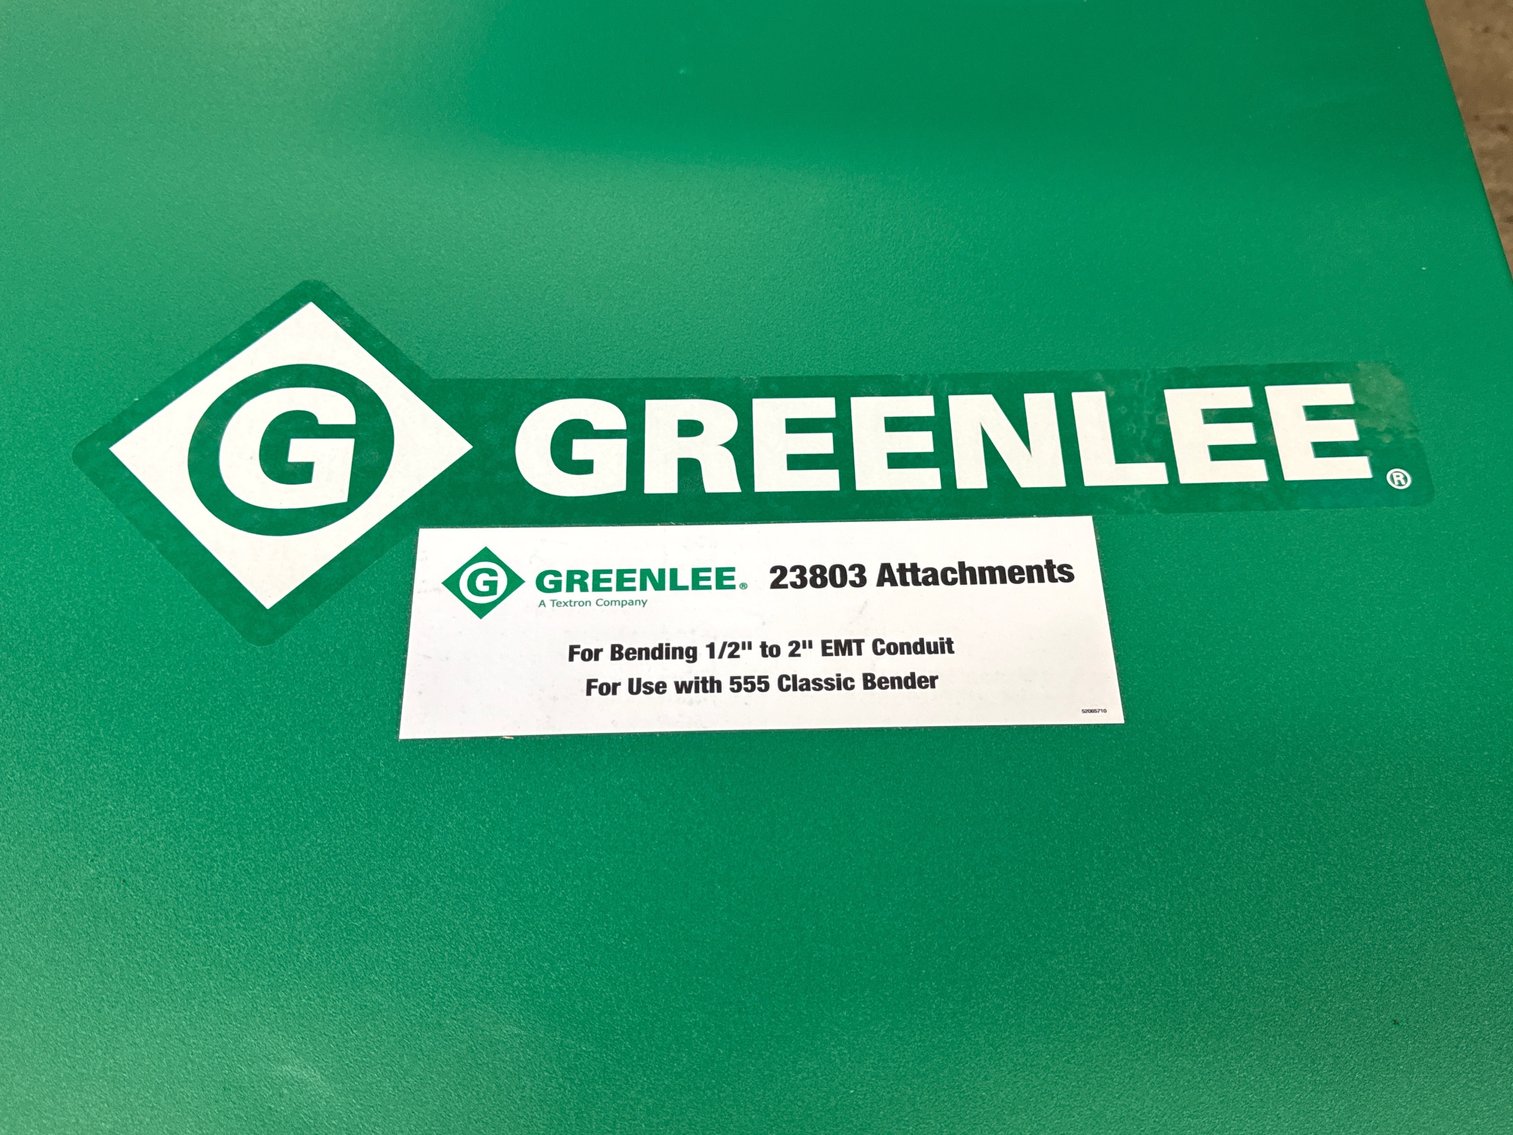 G GREENLEE®
G GREENLEE® 23803 Attachments
A Textron Company
For Bending 1/2" to 2" EMT Conduit
For Use with 555 Classic Bender
52065710